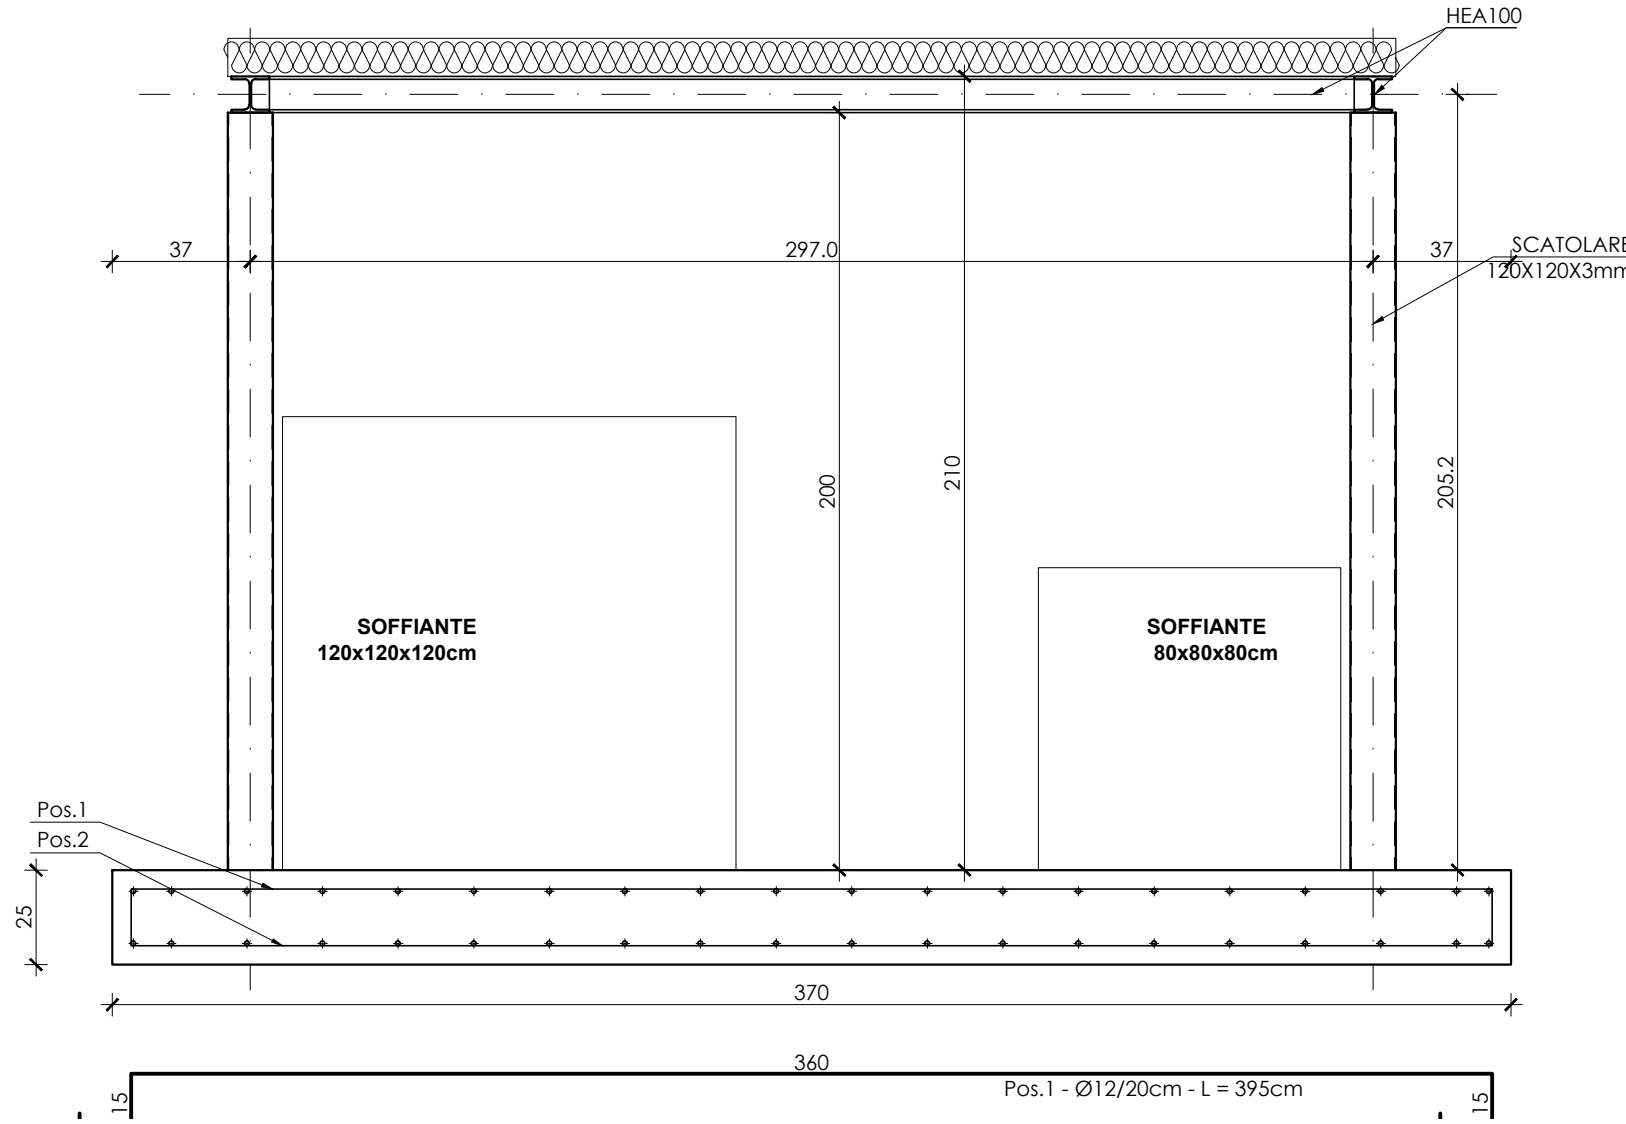 HEA100
37
297.0
37
SCATOLARE
120X120X3mm
200
210
205.2
SOFFIANTE
120x120x120cm
SOFFIANTE
80x80x80cm
Pos.1
Pos.2
25
370
360
Pos.1 - Ø12/20cm - L = 395cm
15
15